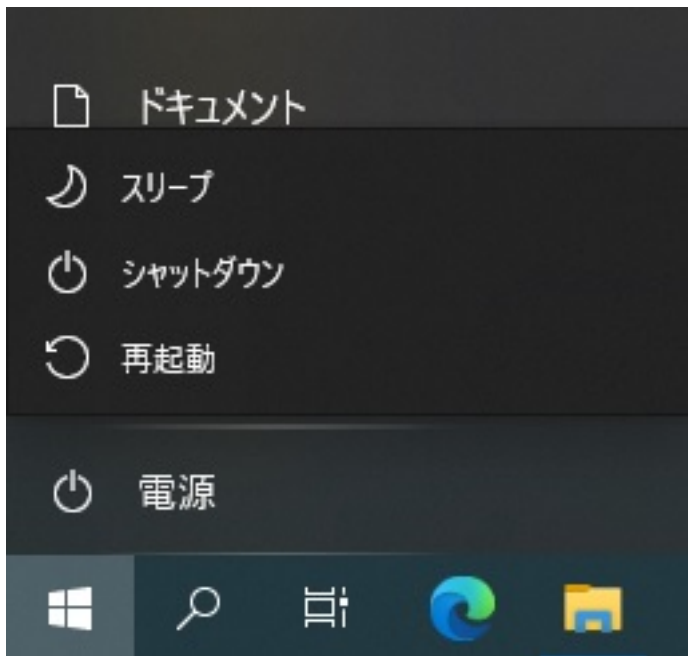 ドキュメント
スリープ
シャットダウン
再起動
電源